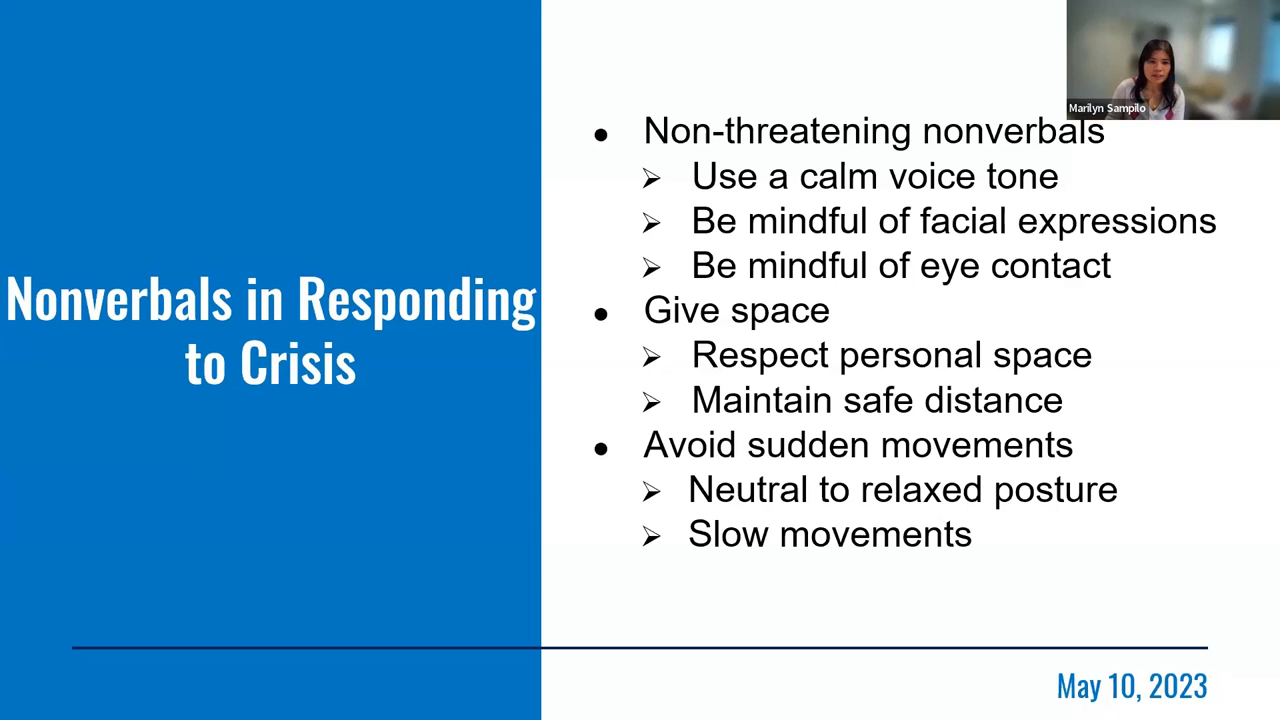 Marilyn Sampilo
Nonverbals in Responding
to Crisis
● Non-threatening nonverbals
➢ Use a calm voice tone
➢ Be mindful of facial expressions
➢ Be mindful of eye contact
● Give space
➢ Respect personal space
➢ Maintain safe distance
● Avoid sudden movements
➢ Neutral to relaxed posture
➢ Slow movements
May 10, 2023